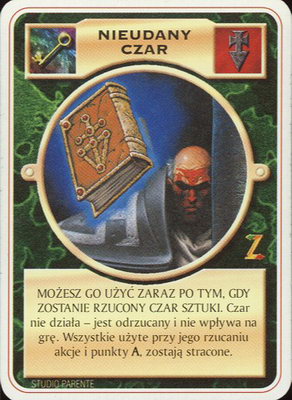 NIEUDANY
CZAR
Z
MOŻESZ GO UŻYĆ ZARAZ PO TYM, GDY
ZOSTANIE RZUCONY CZAR SZTUKI. Czar
nie działa – jest odrzucany i nie wpływa na
grę. Wszystkie użyte przy jego rzucaniu
akcje i punkty A, zostają stracone.
STUDIO PARENTE